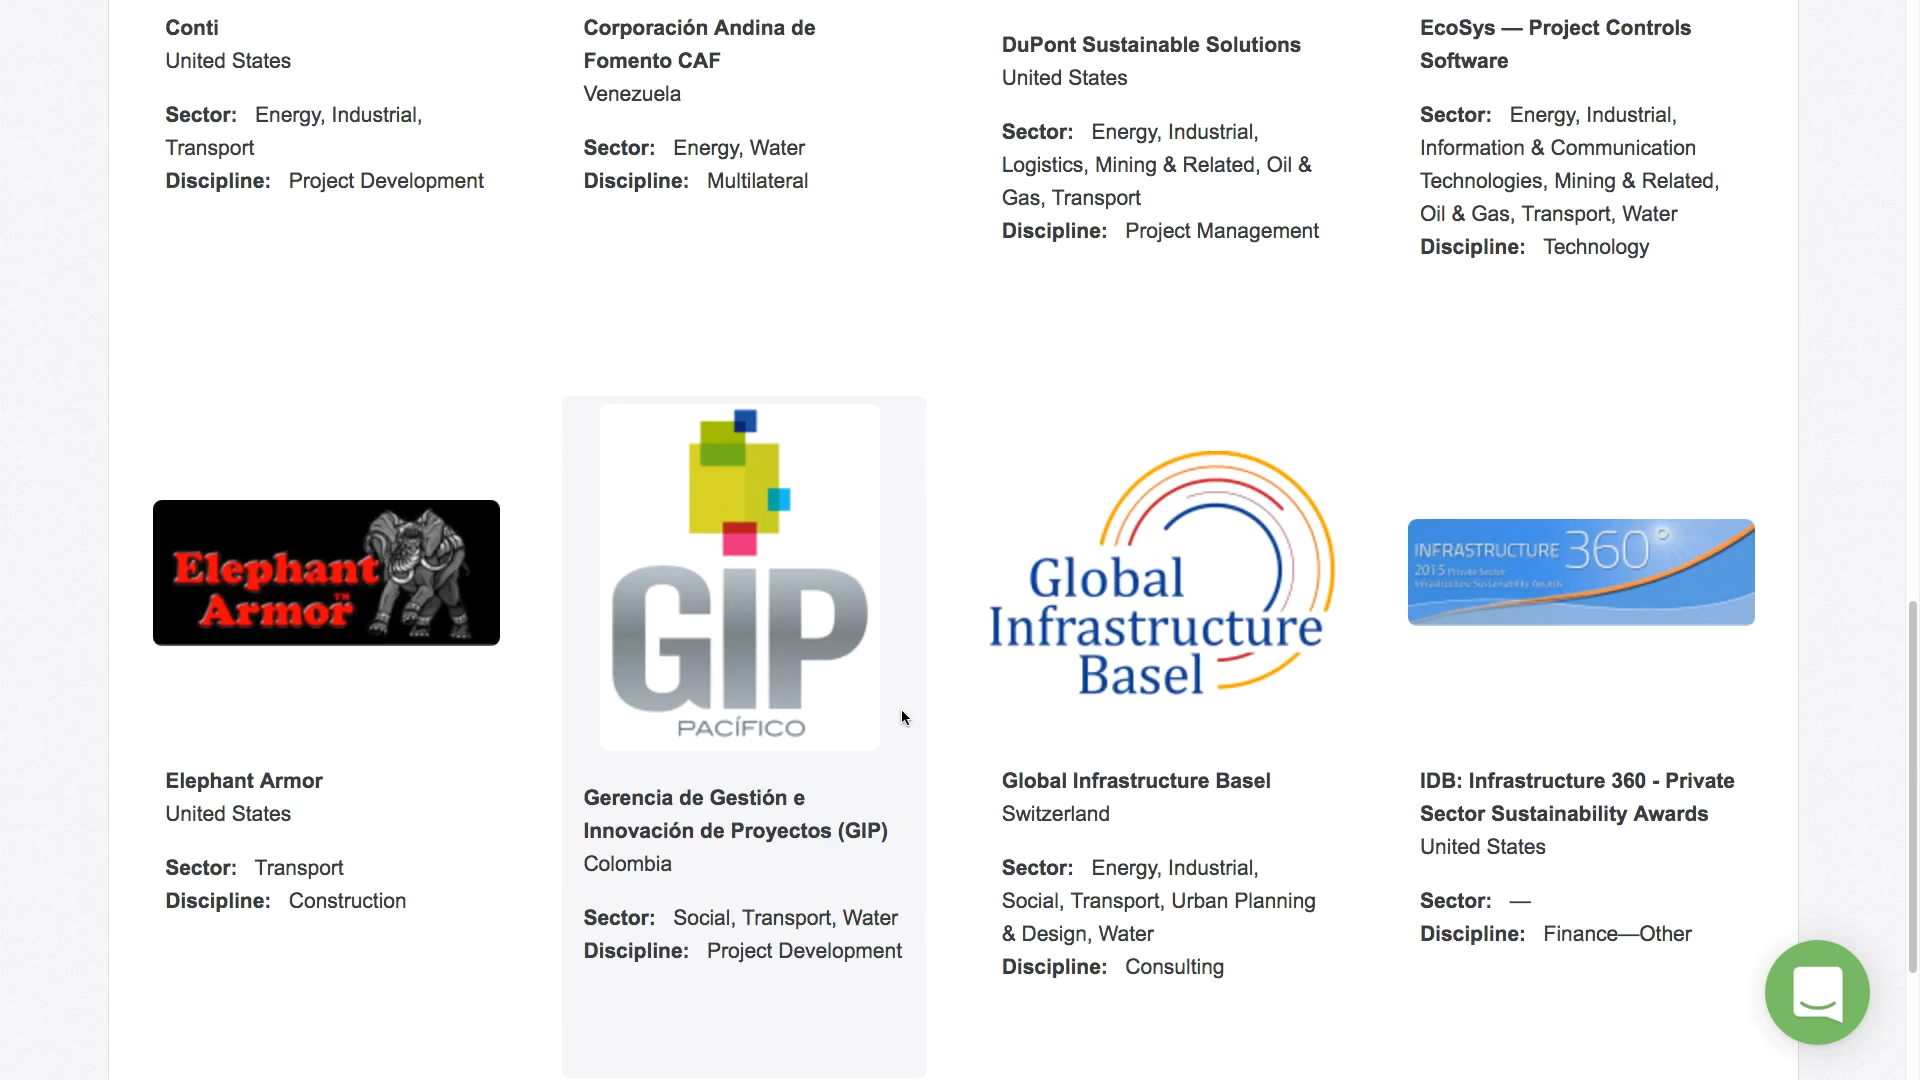 Conti
United States
Sector: Energy, Industrial,
Transport
Discipline: Project Development
Corporación Andina de
Fomento CAF
Venezuela
Sector: Energy, Water
Discipline: Multilateral
DuPont Sustainable Solutions
United States
Sector: Energy, Industrial,
Logistics, Mining & Related, Oil &
Gas, Transport
Discipline: Project Management
EcoSys — Project Controls
Software
Sector: Energy, Industrial,
Information & Communication
Technologies, Mining & Related,
Oil & Gas, Transport, Water
Discipline: Technology
Elephant
Armor™
Elephant Armor
United States
Sector: Transport
Discipline: Construction
GIP
PACÍFICO
Gerencia de Gestión e
Innovación de Proyectos (GIP)
Colombia
Sector: Social, Transport, Water
Discipline: Project Development
Global
Infrastructure
Basel
Global Infrastructure Basel
Switzerland
Sector: Energy, Industrial,
Social, Transport, Urban Planning
& Design, Water
Discipline: Consulting
INFRASTRUCTURE 360°
2015 Private Sector
Infrastructure Sustainability Awards
IDB: Infrastructure 360 - Private
Sector Sustainability Awards
United States
Sector: —
Discipline: Finance—Other